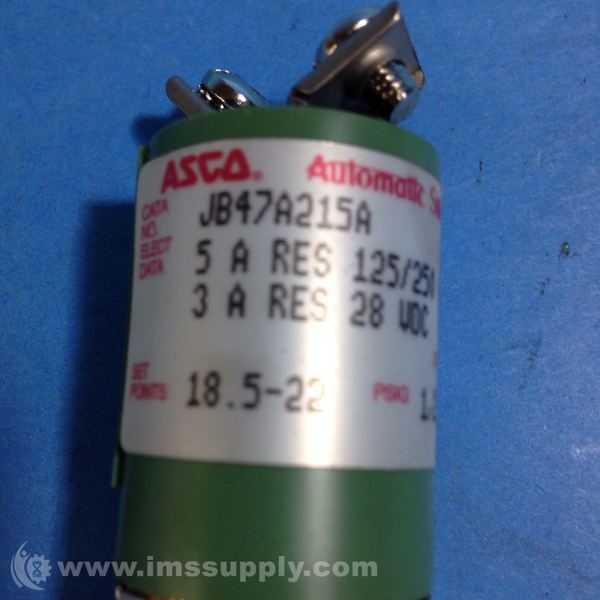 ASCO. Automatic
CATA NO. JB47A215A
ELECT DATA 5 A RES 125/250
3 A RES 28 VDC
SET POINTS 18.5-22 PSIG
www.imssupply.com